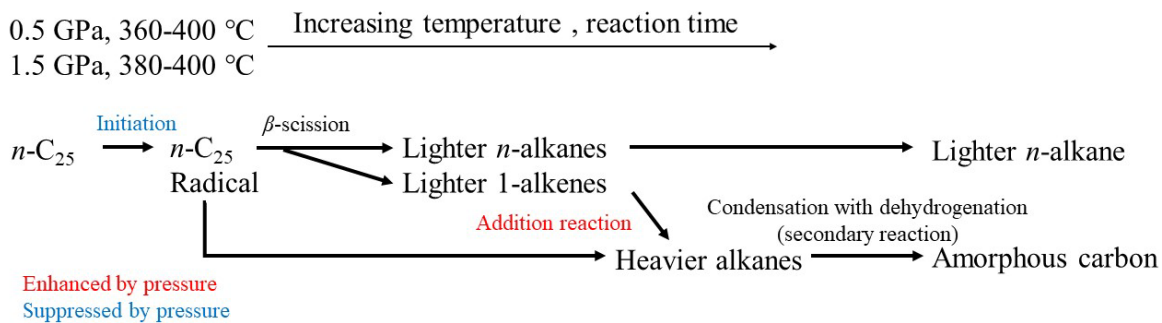 0.5 GPa, 360-400 ℃
1.5 GPa, 380-400 ℃
Increasing temperature , reaction time
Initiation
β-scission
n-C25
n-C25
Radical
Lighter n-alkanes
Lighter 1-alkenes
Lighter n-alkane
Addition reaction
Condensation with dehydrogenation
(secondary reaction)
Heavier alkanes
Amorphous carbon
Enhanced by pressure
Suppressed by pressure